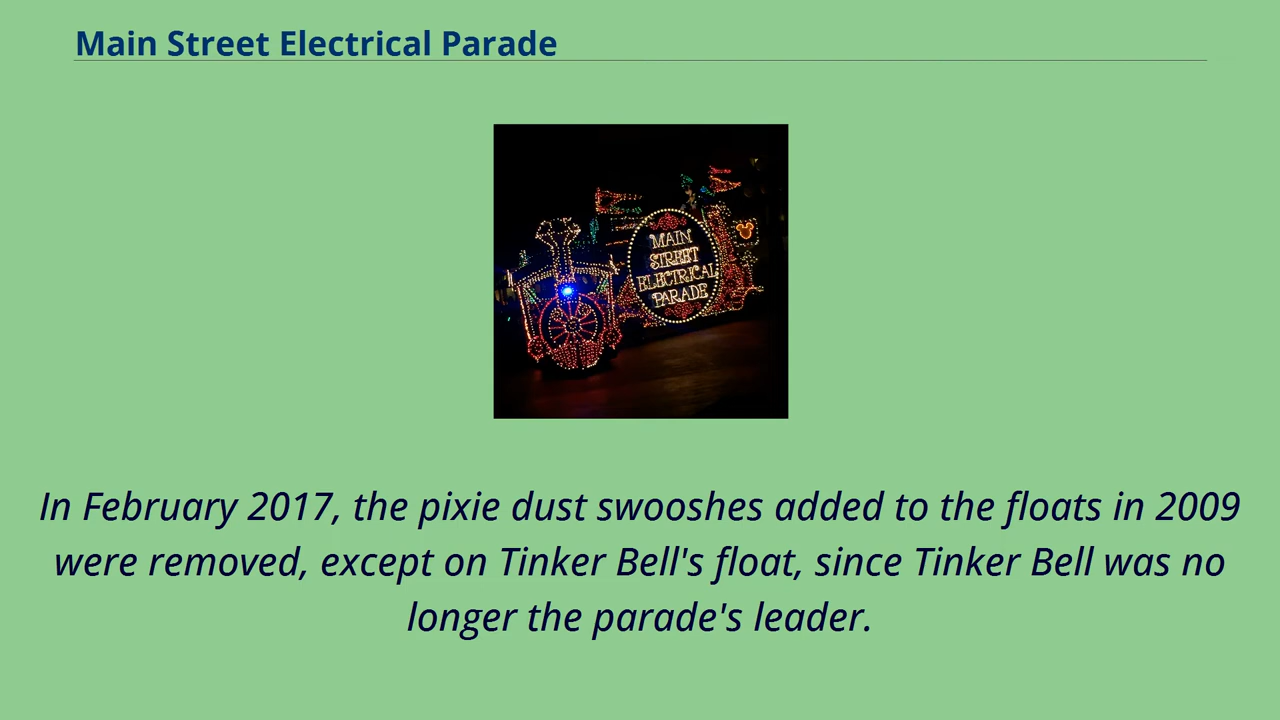 Main Street Electrical Parade
MAIN
STREET
ELECTRICAL
PARADE
In February 2017, the pixie dust swooshes added to the floats in 2009
were removed, except on Tinker Bell's float, since Tinker Bell was no
longer the parade's leader.